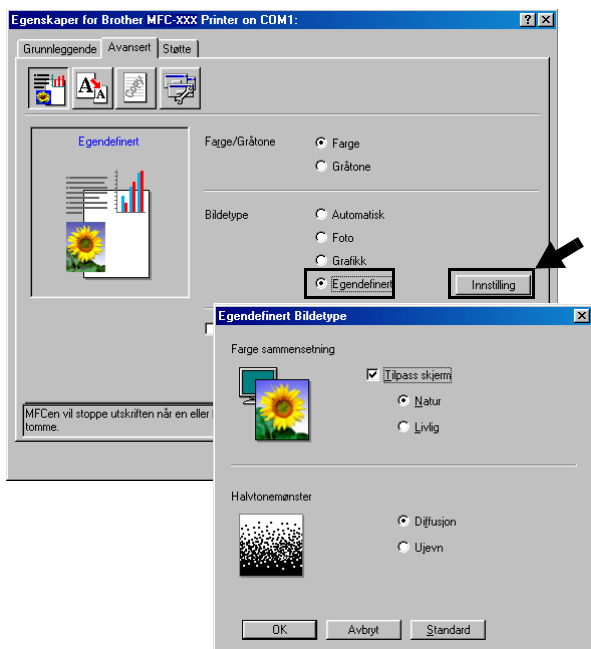 Egenskaper for Brother MFC-XXX Printer on COM1:
Grunnleggende Avansert Støtte
Egendefinert
Farge/Gråtone
Farge
Gråtone
Bildetype
Automatisk
Foto
Grafikk
Egendefinert
Innstilling
MFCen vil stoppe utskriften når en eller
tomme.
Egendefinert Bildetype
Farge sammensetning
Tilpass skjerm
Natur
Livlig
Halvtonemønster
Diffusjon
Ujevn
OK Avbryt Standard